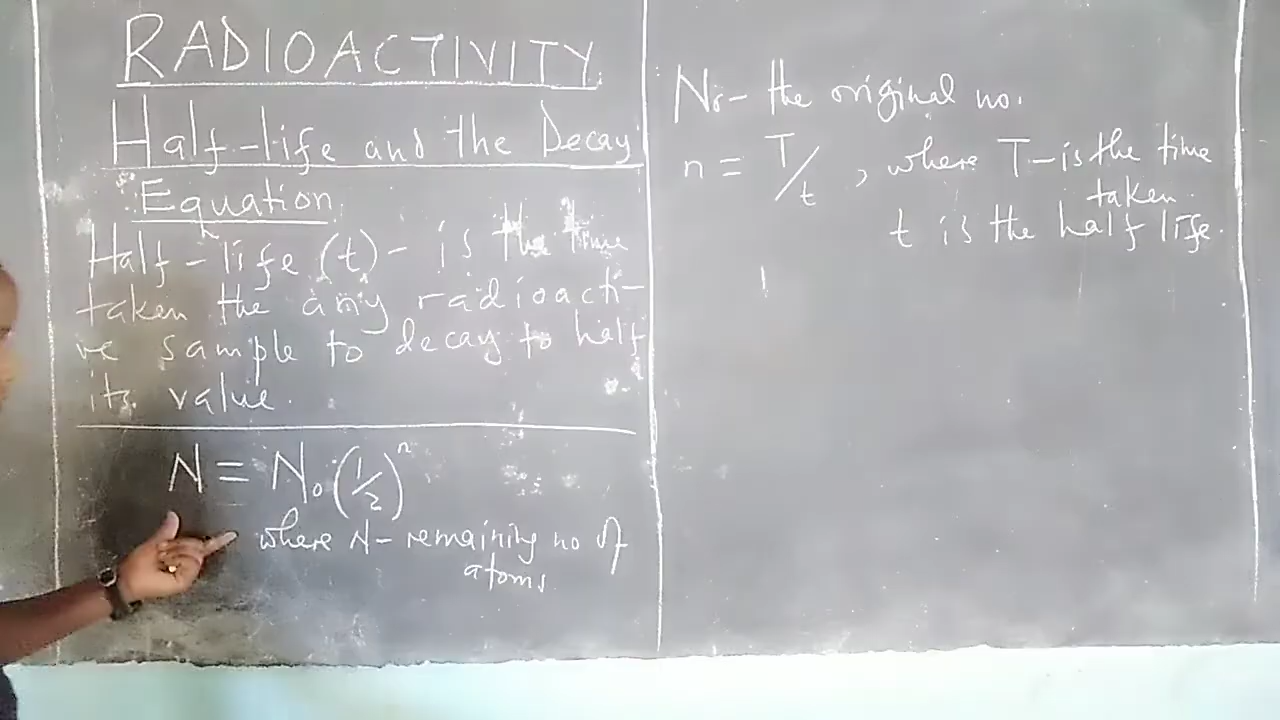 RADIOACTIVITY
Half-life and the Decay
Equation
Half-life (t) - is the time
taken the any radioacti-
ve sample to decay to half
its value.
N = N₀(1/2)ⁿ
where N - remaining no of
atoms
N₀ - the original no.
n = T/t, where T - is the time
taken.
t is the half life.